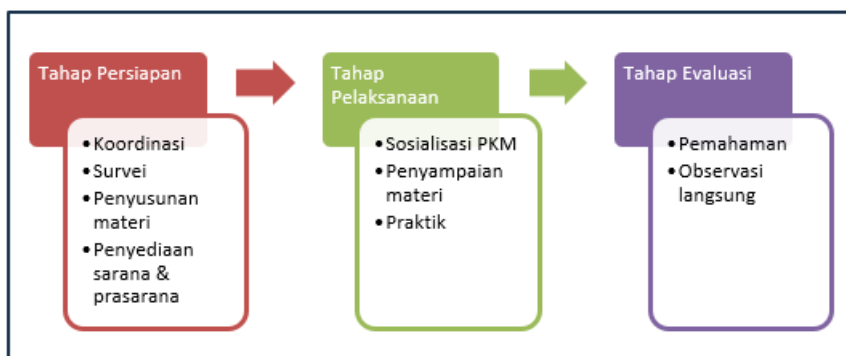 Tahap Persiapan
• Koordinasi
• Survei
• Penyusunan
materi
• Penyediaan
sarana &
prasarana
Tahap
Pelaksanaan
• Sosialisasi PKM
• Penyampaian
materi
• Praktik
Tahap Evaluasi
• Pemahaman
• Observasi
langsung